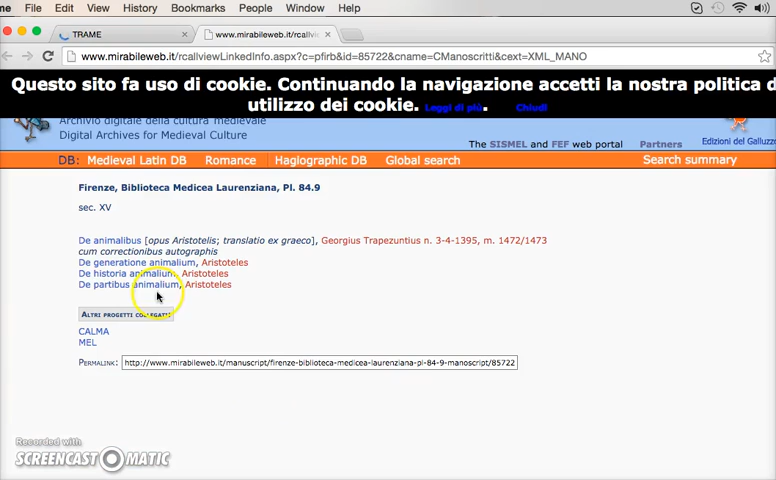 File Edit View History Bookmarks People Window Help
TRAME
www.mirabileweb.it/rcallvi
www.mirabileweb.it/rcallviewLinkedInfo.aspx?c=pfirb&id=85722&cname=CManoscritti&cext=XML_MANO
Questo sito fa uso di cookie. Continuando la navigazione accetti la nostra politica d
utilizzo dei cookie. Leggi di più. Chiudi
Archivio digitale della cultura medievale
Digital Archives for Medieval Culture
The SISMEL and FEF web portal Partners Edizioni del Galluzzo
DB: Medieval Latin DB Romance Hagiographic DB Global search Search summary
Firenze, Biblioteca Medicea Laurenziana, Pl. 84.9
sec. XV
De animalibus [opus Aristotelis; translatio ex graeco], Georgius Trapezuntius n. 3-4-1395, m. 1472/1473
cum correctionibus autographis
De generatione animalium, Aristoteles
De historia animalium, Aristoteles
De partibus animalium, Aristoteles
Altri progetti collegati:
CALMA
MEL
Permalink: http://www.mirabileweb.it/manuscript/firenze-biblioteca-medicea-laurenziana-pl-84-9-manoscript/85722
Recorded with
SCREENCAST-O-MATIC